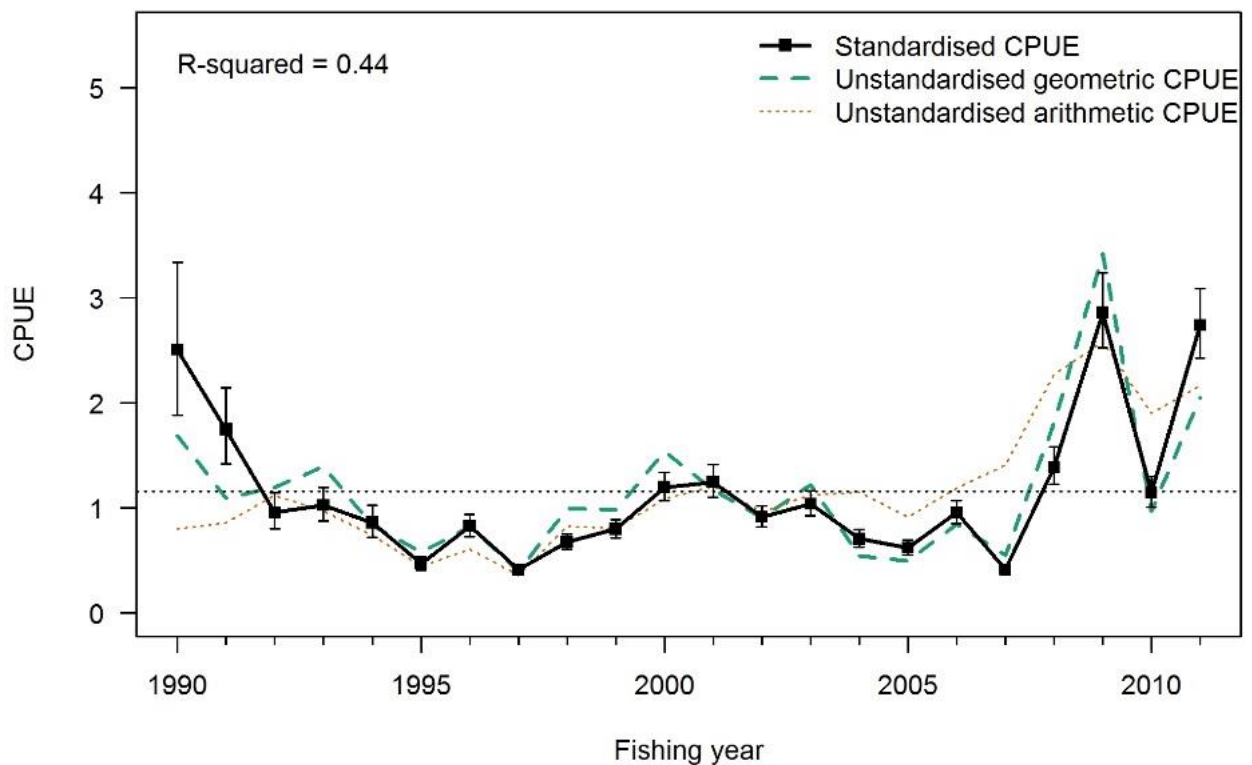 R-squared = 0.44
Standardised CPUE
Unstandardised geometric CPUE
Unstandardised arithmetic CPUE
5
4
3
2
1
0
CPUE
1990
1995
2000
2005
2010
Fishing year